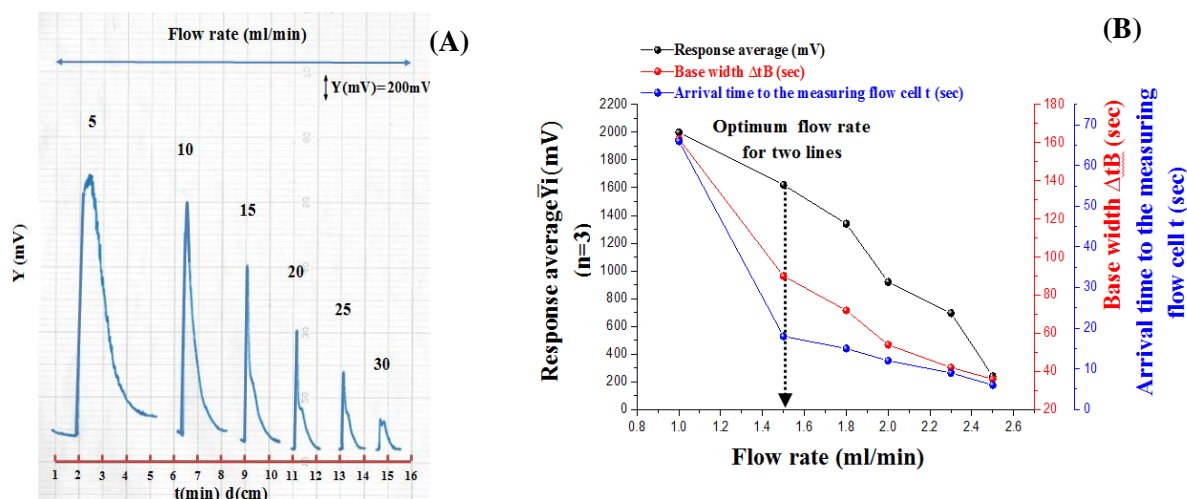 Flow rate (ml/min)
(A)
Y(mV)=200mV
5
10
15
20
25
30
Y (mV)
1 2 3 4 5 6 7 8 9 10 11 12 13 14 15 16
t(min) d(cm)
(B)
Response average (mV)
Base width ΔtB (sec)
Arrival time to the measuring flow cell t (sec)
Optimum flow rate
for two lines
Response averageȲi (mV)
(n=3)
2200
2000
1800
1600
1400
1200
1000
800
600
400
200
0
0.8 1.0 1.2 1.4 1.6 1.8 2.0 2.2 2.4 2.6
Flow rate (ml/min)
180
160
140
120
100
80
60
40
20
Base width ΔtB (sec)
70
60
50
40
30
20
10
0
Arrival time to the measuring
flow cell t (sec)